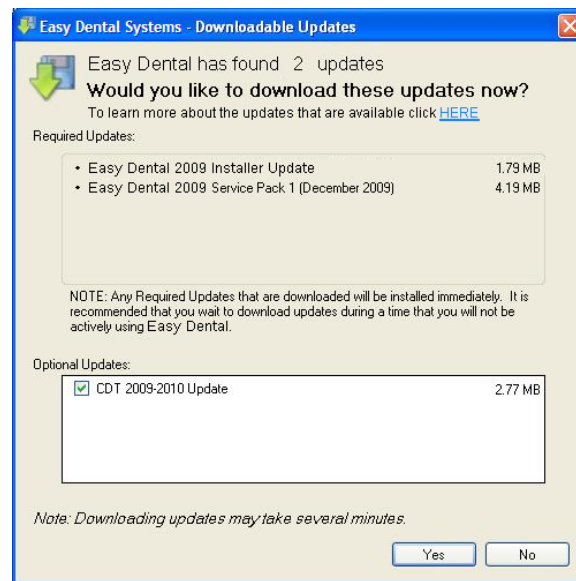 Easy Dental Systems - Downloadable Updates
Easy Dental has found 2 updates
Would you like to download these updates now?
To learn more about the updates that are available click HERE
Required Updates:
• Easy Dental 2009 Installer Update 1.79 MB
• Easy Dental 2009 Service Pack 1 (December 2009) 4.19 MB
NOTE: Any Required Updates that are downloaded will be installed immediately. It is
recommended that you wait to download updates during a time that you will not be
actively using Easy Dental.
Optional Updates:
CDT 2009-2010 Update 2.77 MB
Note: Downloading updates may take several minutes.
Yes No